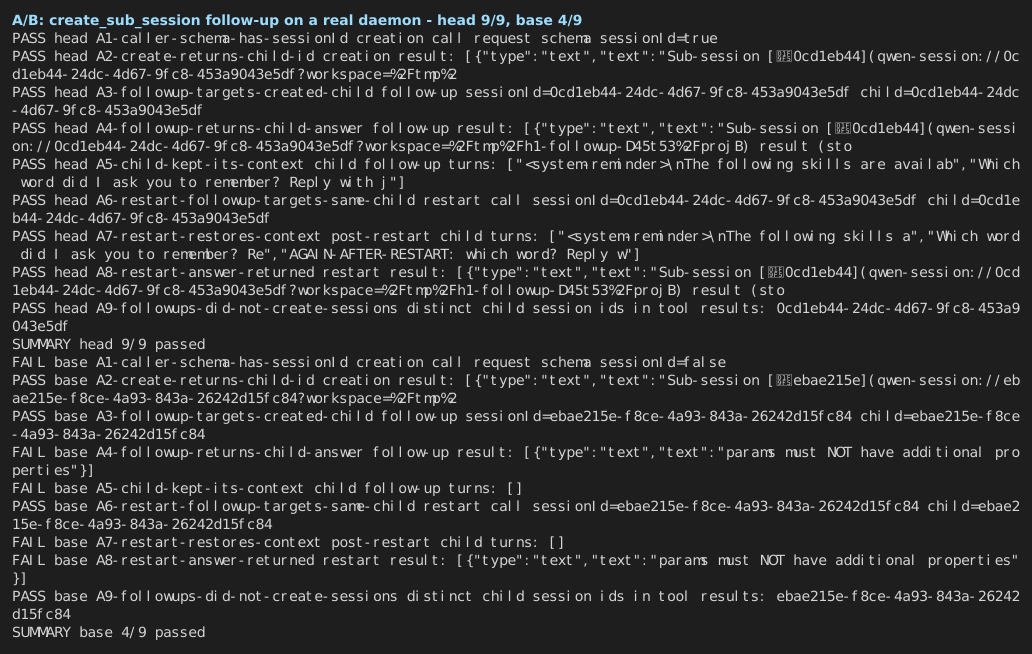 A/B: create_sub_session follow-up on a real daemon - head 9/9, base 4/9
PASS head A1-caller-schema-has-sessionId creation call request schema sessionId=true
PASS head A2-create-returns-child-id creation result: [{"type":"text","text":"Sub-session [0cd1eb44](qwen-session://0c
d1eb44-24dc-4d67-9fc8-453a9043e5df?workspace=%2Ftmp%2
PASS head A3-followup-targets-created-child follow-up sessionId=0cd1eb44-24dc-4d67-9fc8-453a9043e5df child=0cd1eb44-24dc
-4d67-9fc8-453a9043e5df
PASS head A4-followup-returns-child-answer follow-up result: [{"type":"text","text":"Sub-session [0cd1eb44](qwen-sessi
on://0cd1eb44-24dc-4d67-9fc8-453a9043e5df?workspace=%2Ftmp%2Fh1-followup-D45t53%2FprojB) result (sto
PASS head A5-child-kept-its-context child follow-up turns: ["<system-reminder>\nThe following skills are availab","Which
word did I ask you to remember? Reply with j"]
PASS head A6-restart-followup-targets-same-child restart call sessionId=0cd1eb44-24dc-4d67-9fc8-453a9043e5df child=0cd1e
b44-24dc-4d67-9fc8-453a9043e5df
PASS head A7-restart-restores-context post-restart child turns: ["<system-reminder>\nThe following skills a","Which word
did I ask you to remember? Re","AGAIN-AFTER-RESTART: which word? Reply w"]
PASS head A8-restart-answer-returned restart result: [{"type":"text","text":"Sub-session [0cd1eb44](qwen-session://0cd
1eb44-24dc-4d67-9fc8-453a9043e5df?workspace=%2Ftmp%2Fh1-followup-D45t53%2FprojB) result (sto
PASS head A9-followups-did-not-create-sessions distinct child session ids in tool results: 0cd1eb44-24dc-4d67-9fc8-453a9
043e5df
SUMMARY head 9/9 passed
FAIL base A1-caller-schema-has-sessionId creation call request schema sessionId=false
PASS base A2-create-returns-child-id creation result: [{"type":"text","text":"Sub-session [ebae215e](qwen-session://eb
ae215e-f8ce-4a93-843a-26242d15fc84?workspace=%2Ftmp%2
PASS base A3-followup-targets-created-child follow-up sessionId=ebae215e-f8ce-4a93-843a-26242d15fc84 child=ebae215e-f8ce
-4a93-843a-26242d15fc84
FAIL base A4-followup-returns-child-answer follow-up result: [{"type":"text","text":"params must NOT have additional pro
perties"}]
FAIL base A5-child-kept-its-context child follow-up turns: []
PASS base A6-restart-followup-targets-same-child restart call sessionId=ebae215e-f8ce-4a93-843a-26242d15fc84 child=ebae2
15e-f8ce-4a93-843a-26242d15fc84
FAIL base A7-restart-restores-context post-restart child turns: []
FAIL base A8-restart-answer-returned restart result: [{"type":"text","text":"params must NOT have additional properties"
}]
PASS base A9-followups-did-not-create-sessions distinct child session ids in tool results: ebae215e-f8ce-4a93-843a-26242
d15fc84
SUMMARY base 4/9 passed